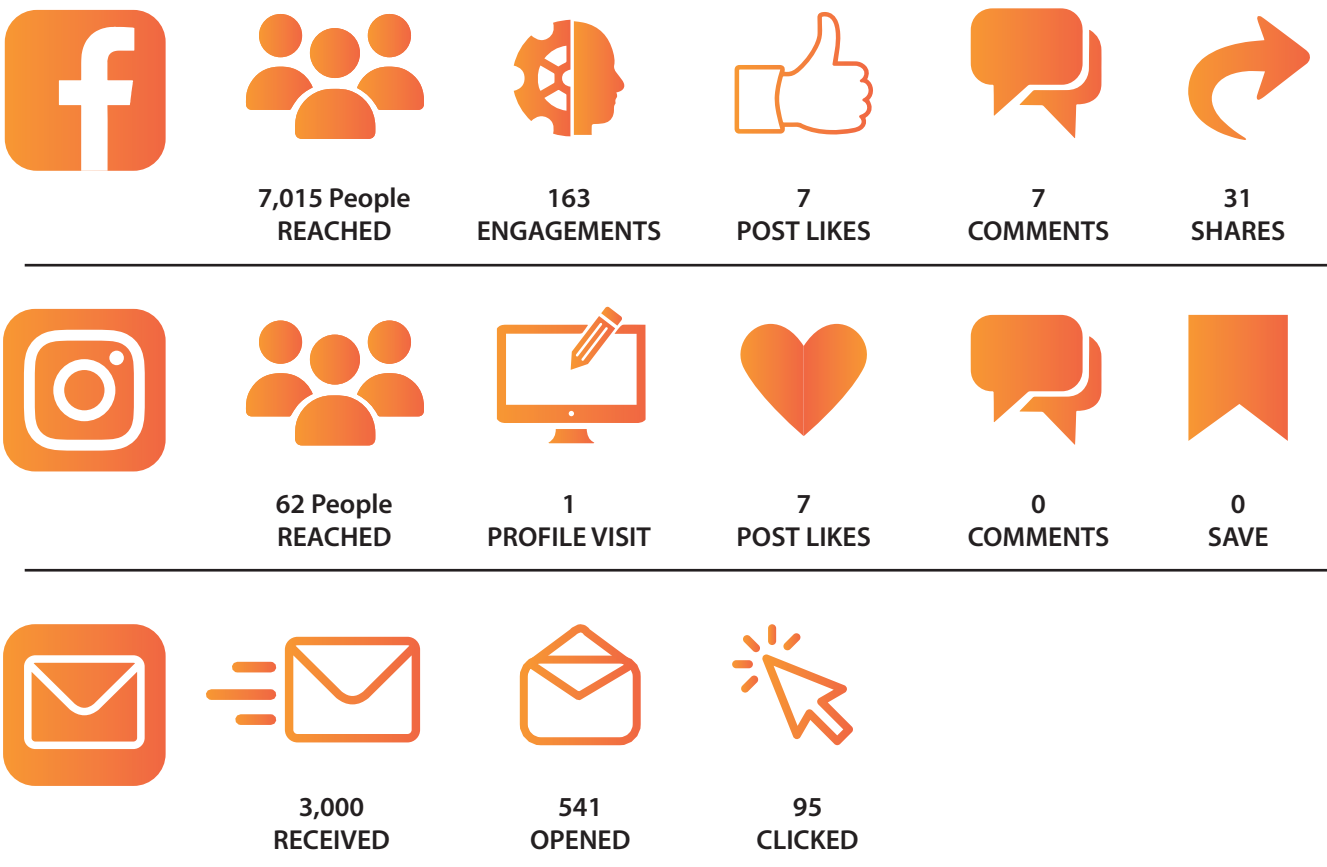 7,015 People
REACHED
163
ENGAGEMENTS
7
POST LIKES
7
COMMENTS
31
SHARES
62 People
REACHED
1
PROFILE VISIT
7
POST LIKES
0
COMMENTS
0
SAVE
3,000
RECEIVED
541
OPENED
95
CLICKED